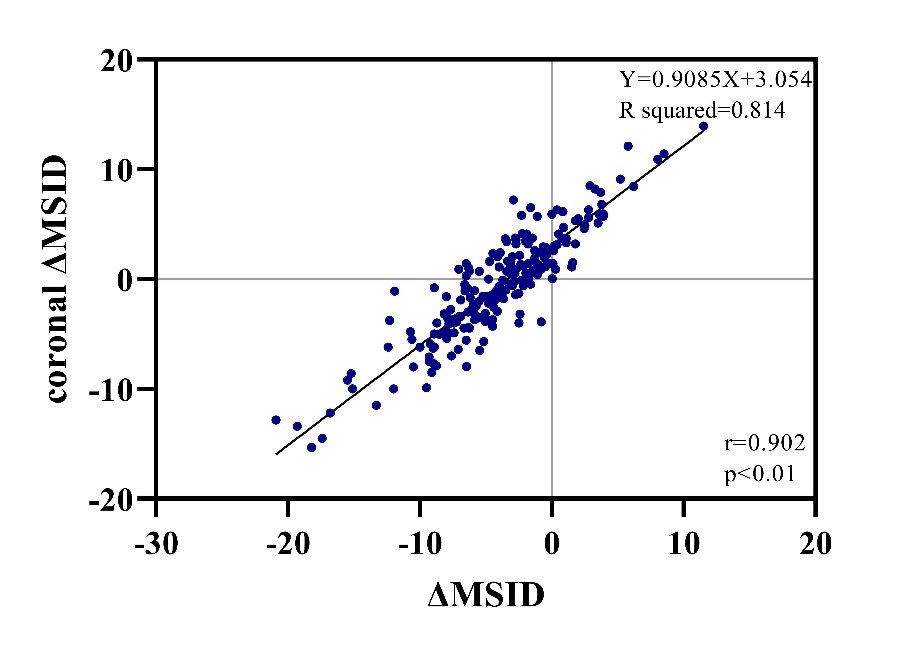 20
Y=0.9085X+3.054
R squared=0.814
10
coronal ΔMSID
0
-10
r=0.902
p<0.01
-20
-30 -20 -10 0 10 20
ΔMSID